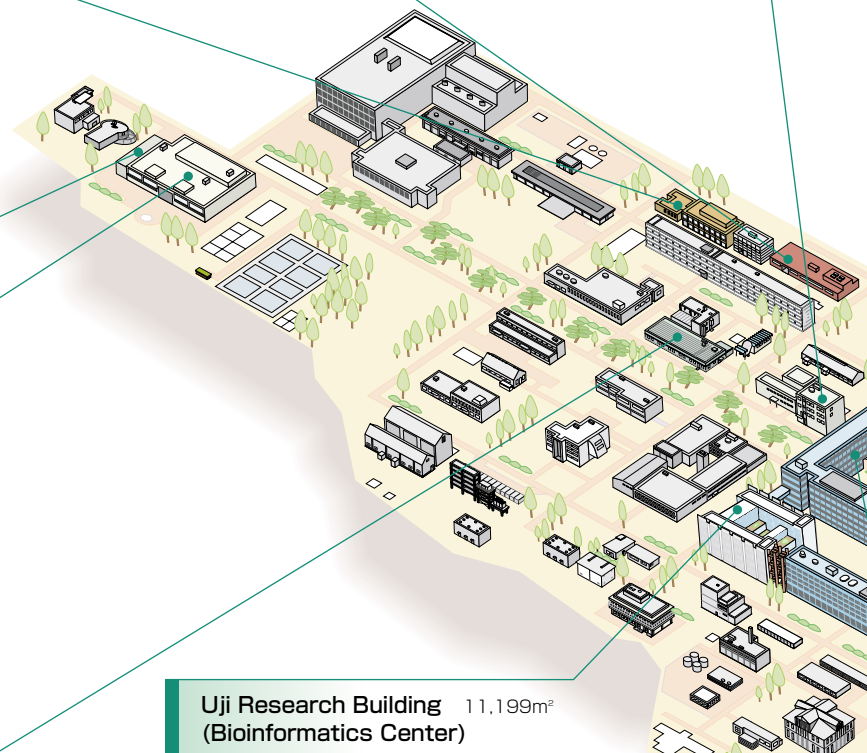 Uji Research Building 11,199m²
(Bioinformatics Center)